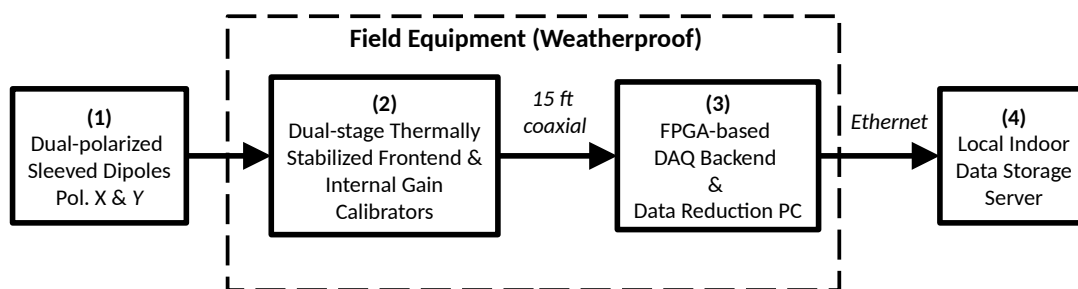 Field Equipment (Weatherproof)
(1)
Dual-polarized
Sleeved Dipoles
Pol. X & Y
(2)
Dual-stage Thermally
Stabilized Frontend &
Internal Gain
Calibrators
15 ft
coaxial
(3)
FPGA-based
DAQ Backend
&
Data Reduction PC
Ethernet
(4)
Local Indoor
Data Storage
Server